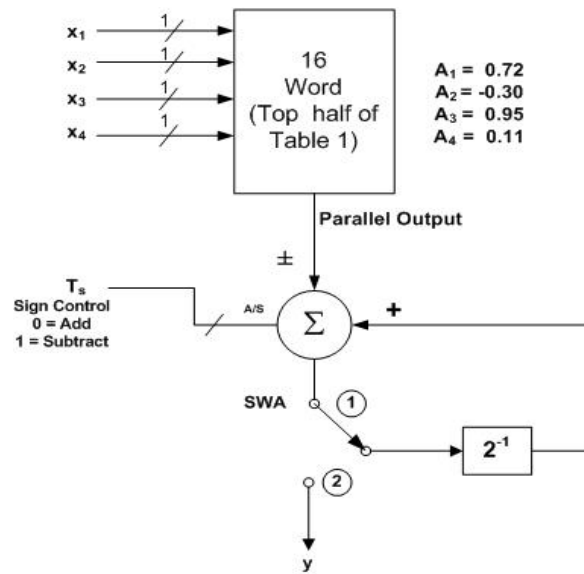 x₁ 1
x₂ 1
x₃ 1
x₄ 1
16
Word
(Top half of
Table 1)
A₁ = 0.72
A₂ = -0.30
A₃ = 0.95
A₄ = 0.11
Parallel Output
±
Tₛ
Sign Control
0 = Add
1 = Subtract
A/S
Σ
+
SWA
1
2⁻¹
2
y